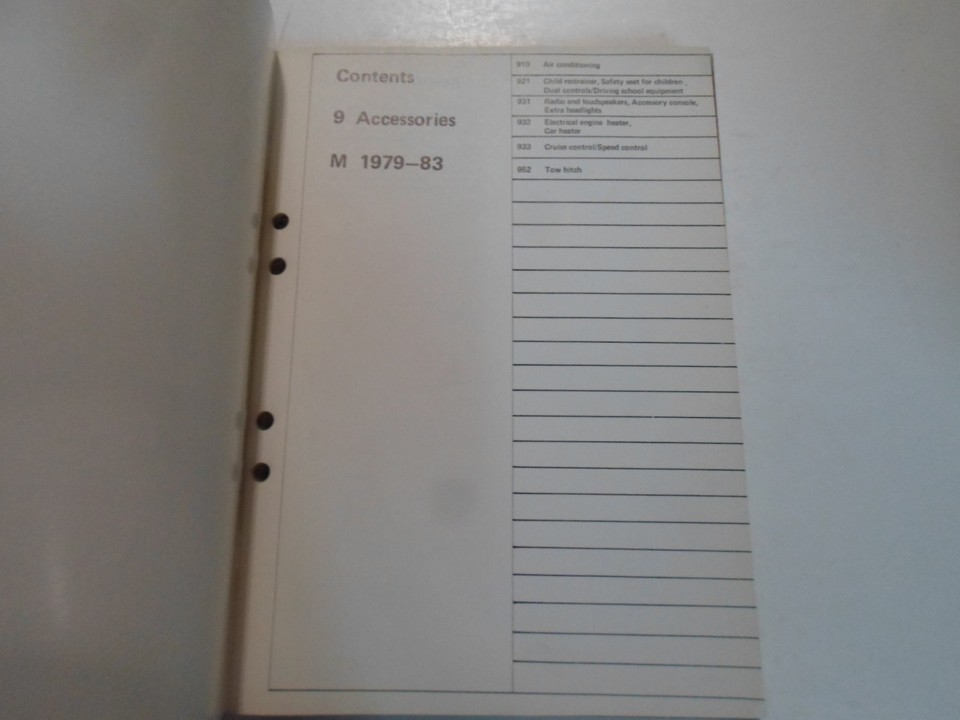 Contents
9 Accessories
M 1979–83
910 Air conditioning
921 Child restrainer, Safety seat for children,
Dual controls/Driving school equipment
931 Radio and loudspeakers, Accessory console,
Extra headlights
932 Electrical engine heater,
Car heater
933 Cruise control/Speed control
952 Tow hitch